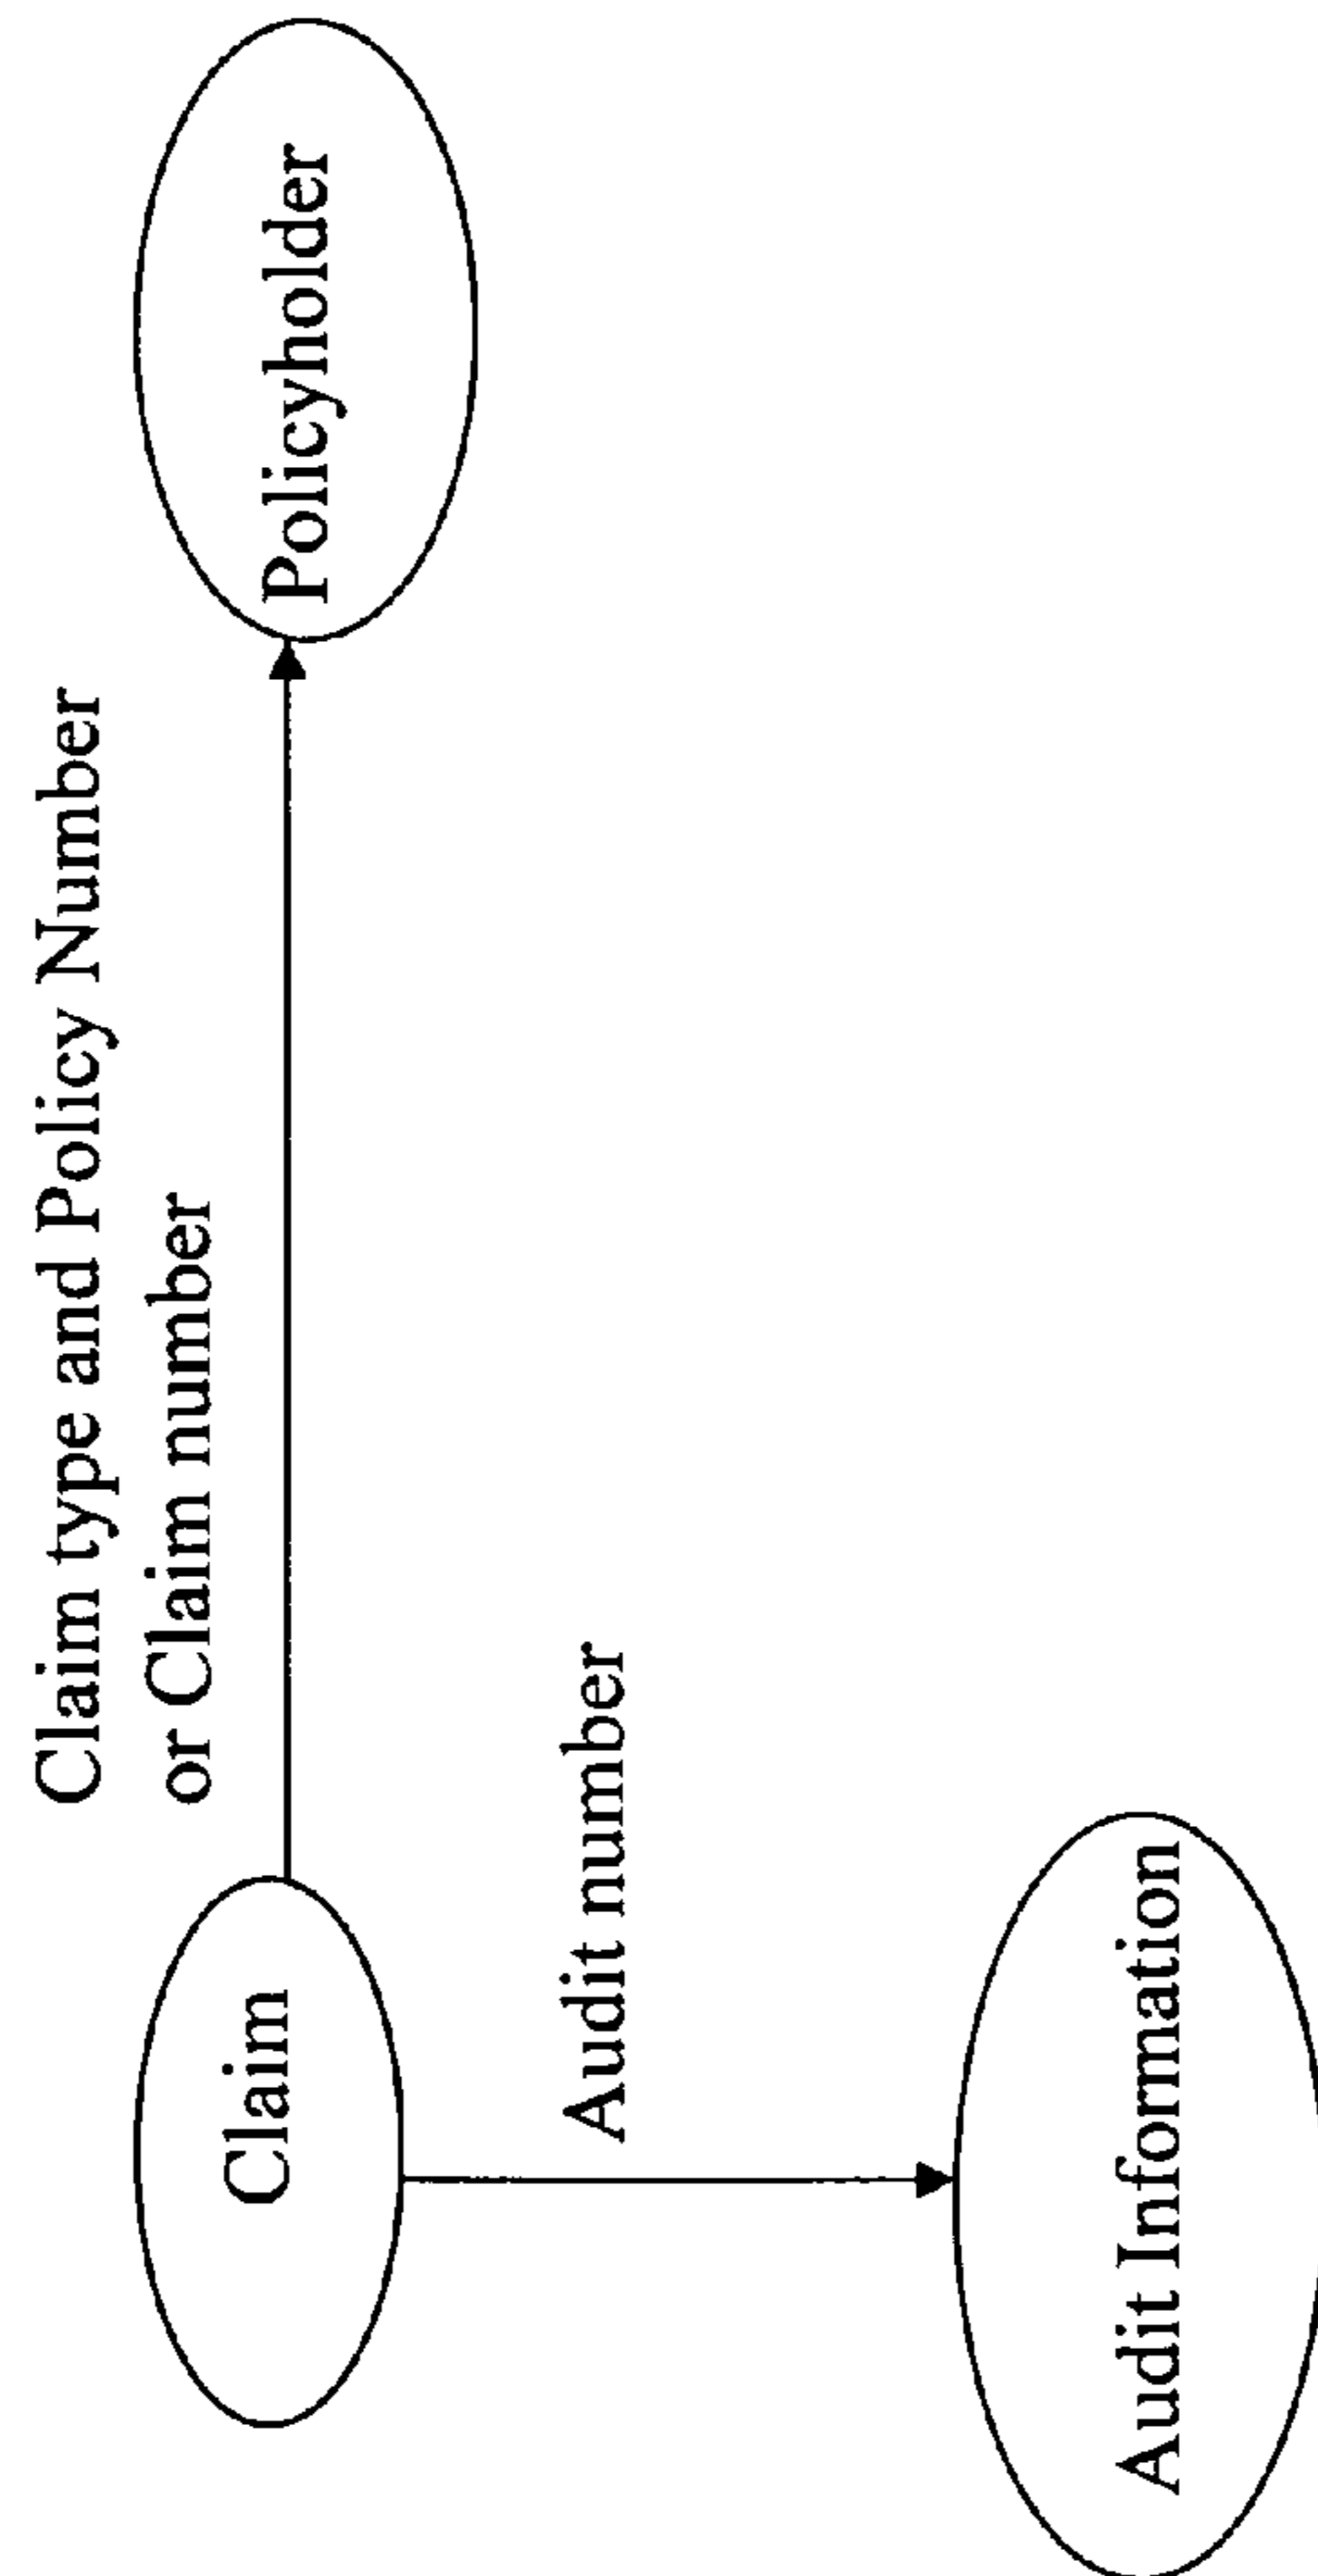 Claim type and Policy Number
or Claim number
Claim
Policyholder
Audit number
Audit Information